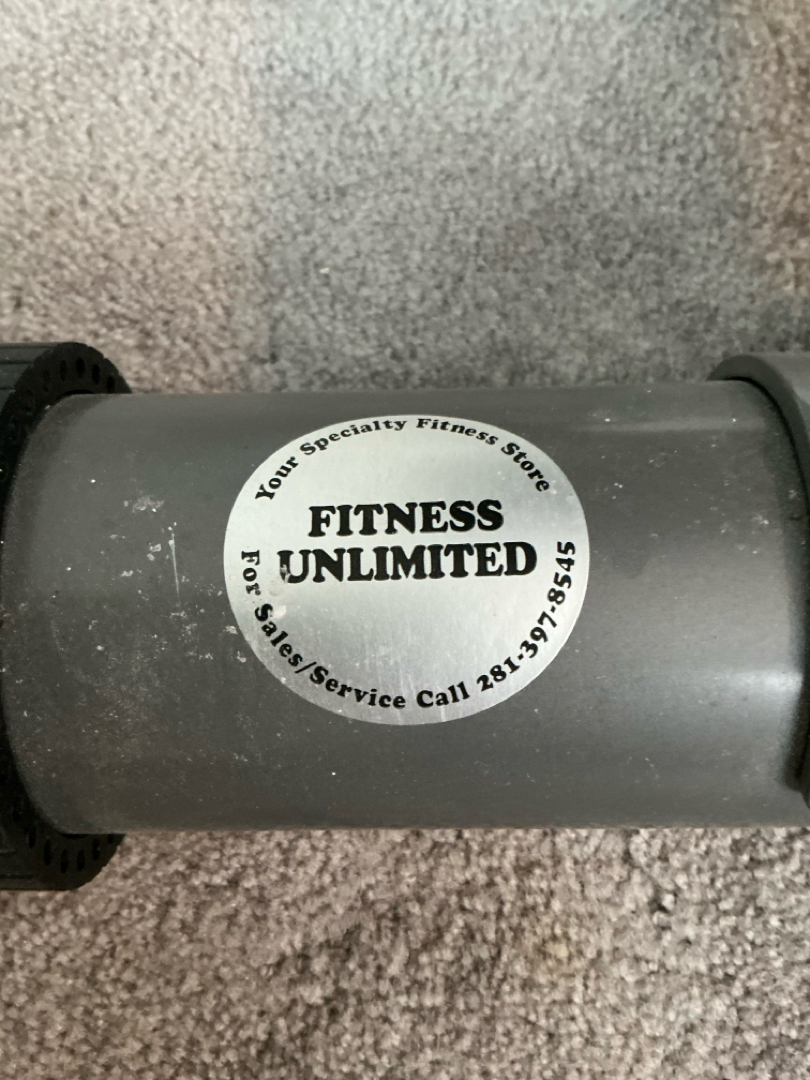 Your Specialty Fitness Store
FITNESS
UNLIMITED
For Sales/Service Call 281-397-8545